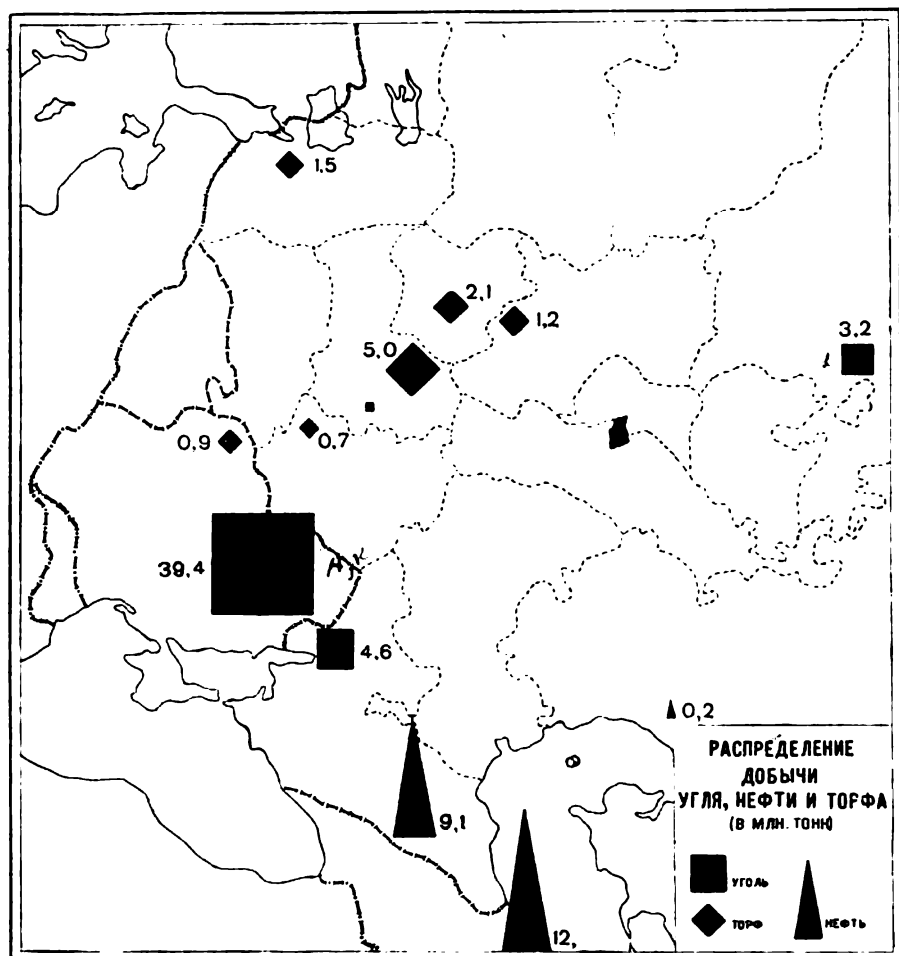 1,5
2,1
1,2
5,0
3,2
0,9
0,7
39,4
4,6
0,2
9,1
12,
РАСПРЕДЕЛЕНИЕ
ДОБЫЧИ
УГЛЯ, НЕФТИ И ТОРФА
(В МЛН. ТОНН)
УГОЛЬ
ТОРФ
НЕФТЬ